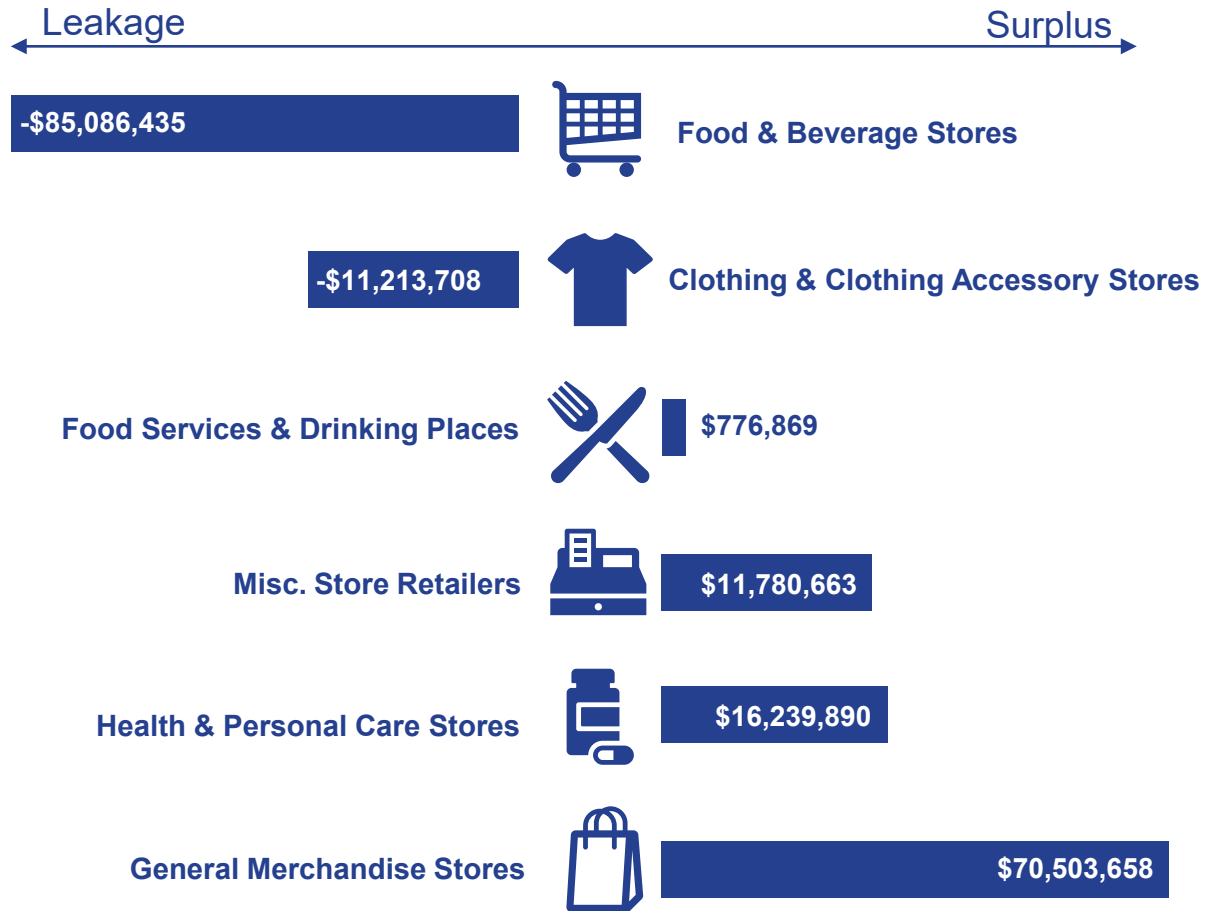 Leakage
Surplus
-$85,086,435
Food & Beverage Stores
-$11,213,708
Clothing & Clothing Accessory Stores
Food Services & Drinking Places
$776,869
Misc. Store Retailers
$11,780,663
Health & Personal Care Stores
$16,239,890
General Merchandise Stores
$70,503,658